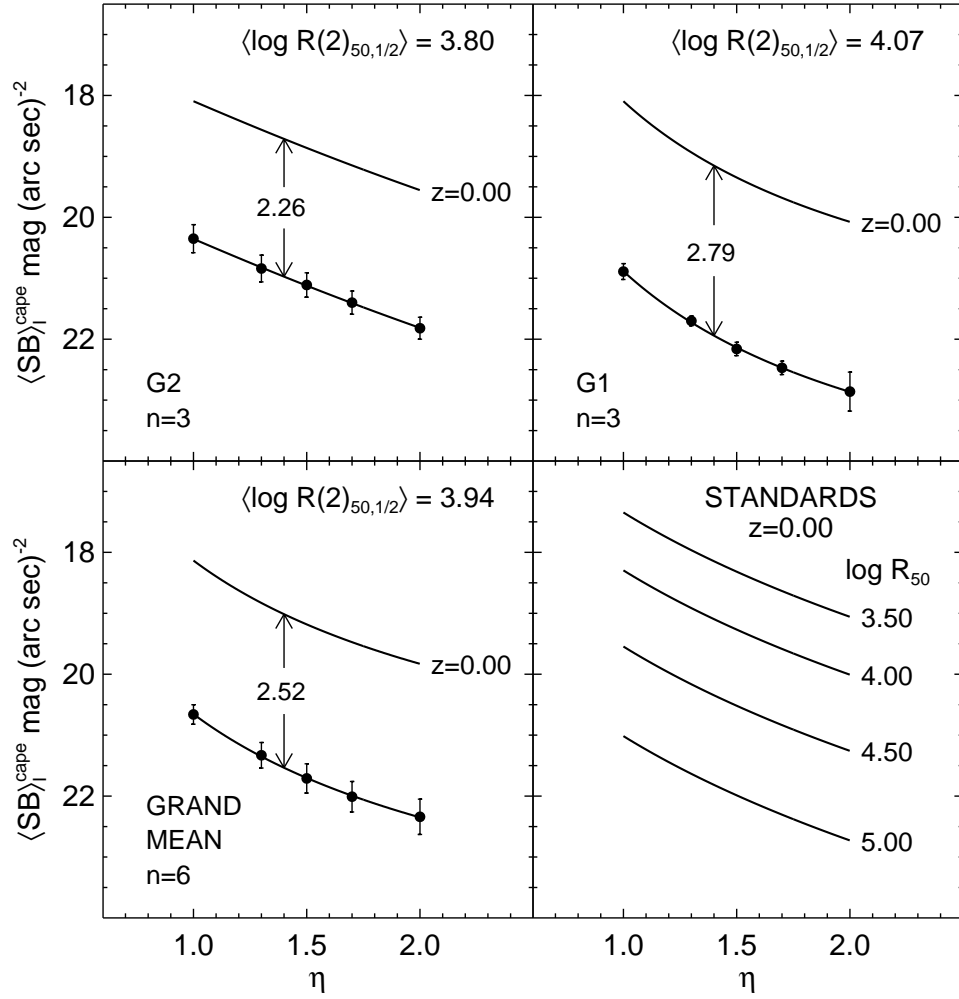 ⟨log R(2)50,1/2⟩ = 3.80
⟨SB⟩I^cape mag (arc sec)^-2
18
20
22
z=0.00
2.26
G2
n=3
⟨log R(2)50,1/2⟩ = 4.07
z=0.00
2.79
G1
n=3
⟨log R(2)50,1/2⟩ = 3.94
⟨SB⟩I^cape mag (arc sec)^-2
18
20
22
z=0.00
2.52
GRAND
MEAN
n=6
1.0 1.5 2.0
η
STANDARDS
z=0.00
log R50
3.50
4.00
4.50
5.00
1.0 1.5 2.0
η